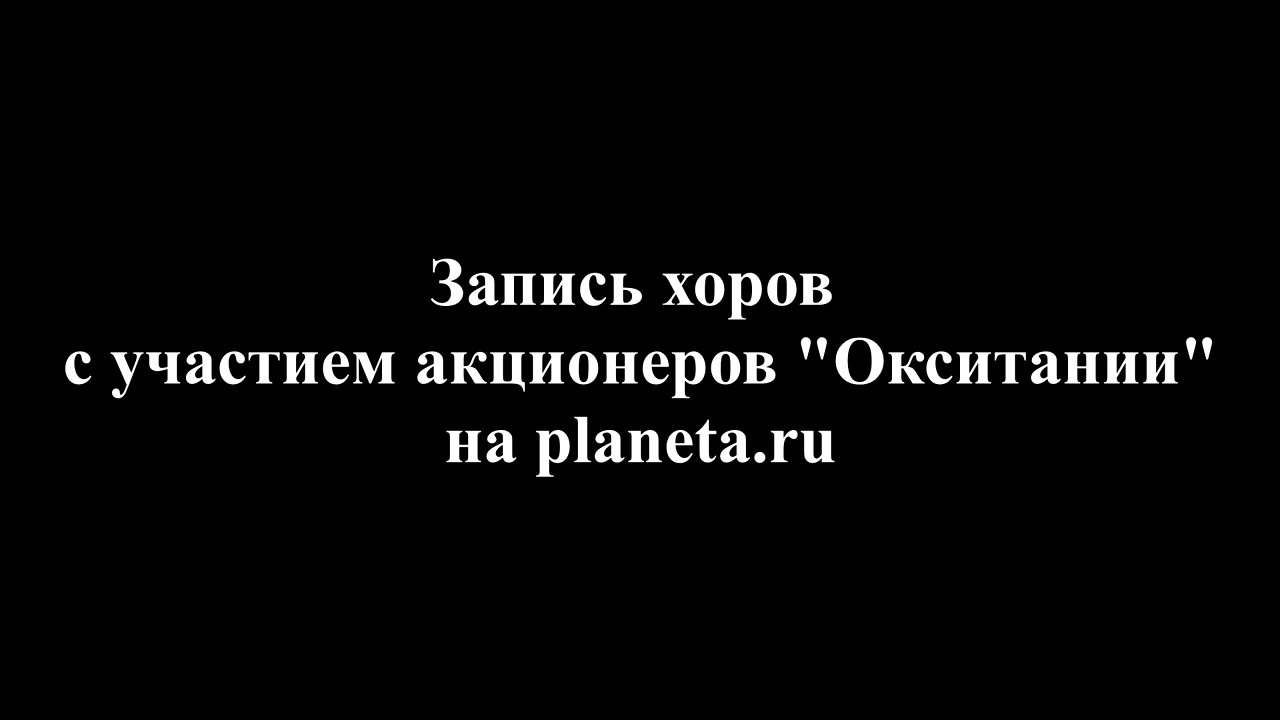 Запись хоров
с участием акционеров "Окситании"
на planeta.ru